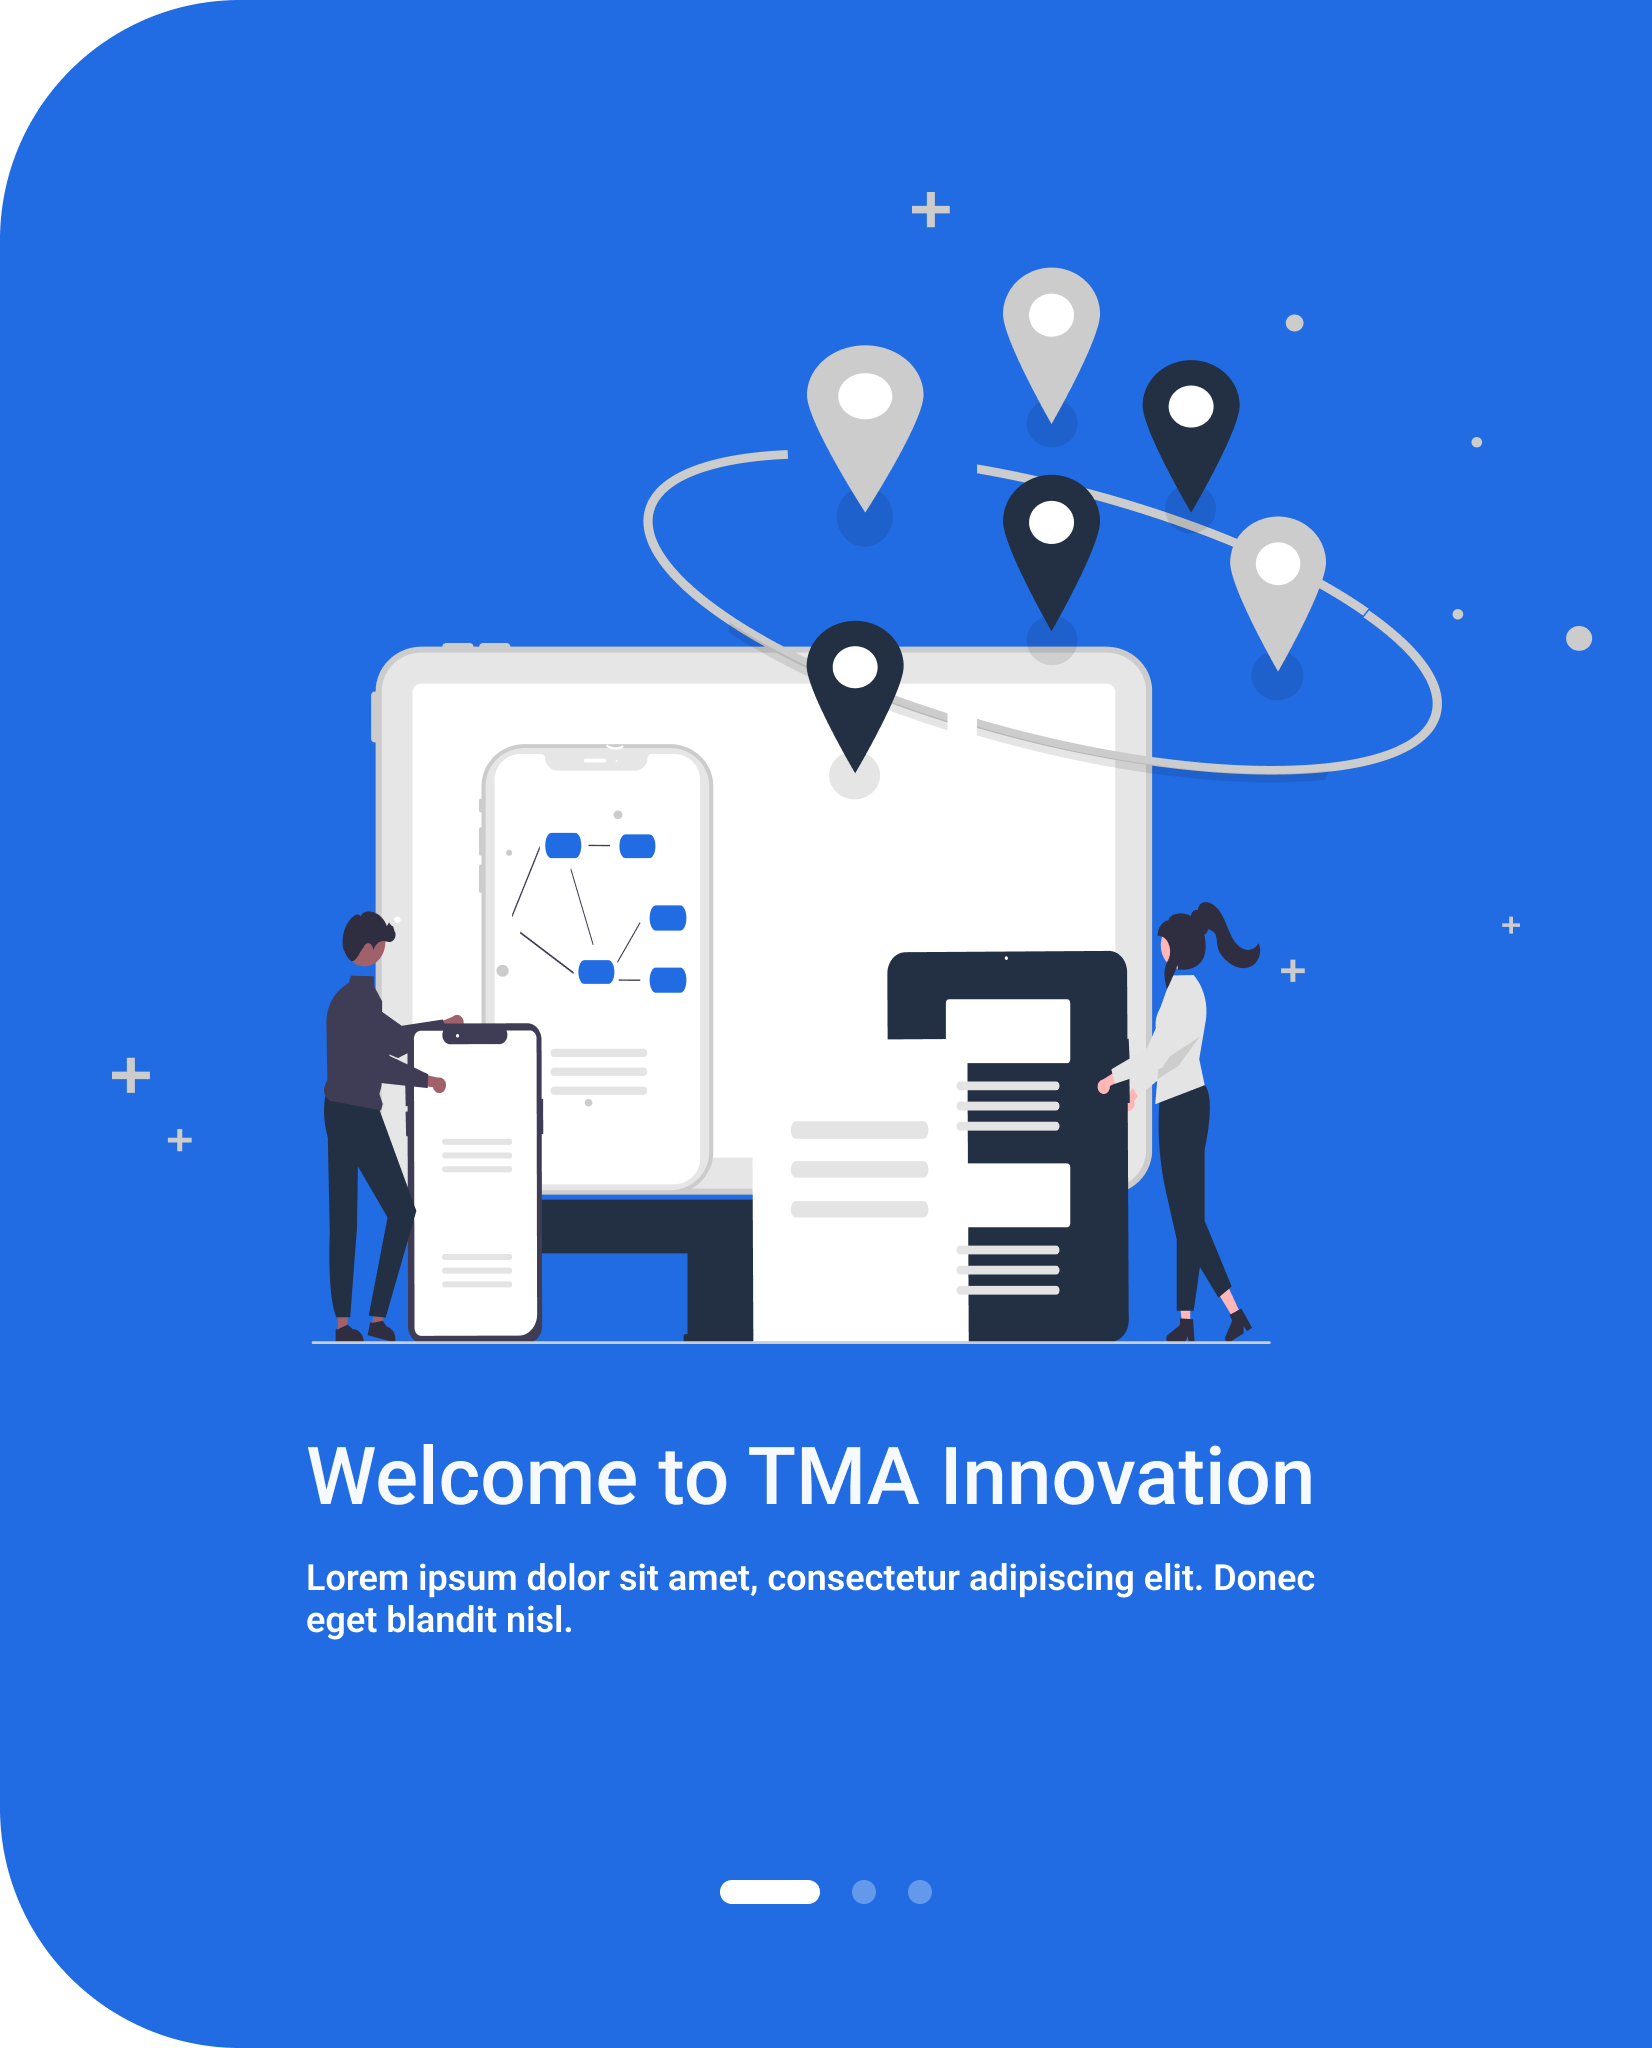 Welcome to TMA Innovation
Lorem ipsum dolor sit amet, consectetur adipiscing elit. Donec
eget blandit nisl.